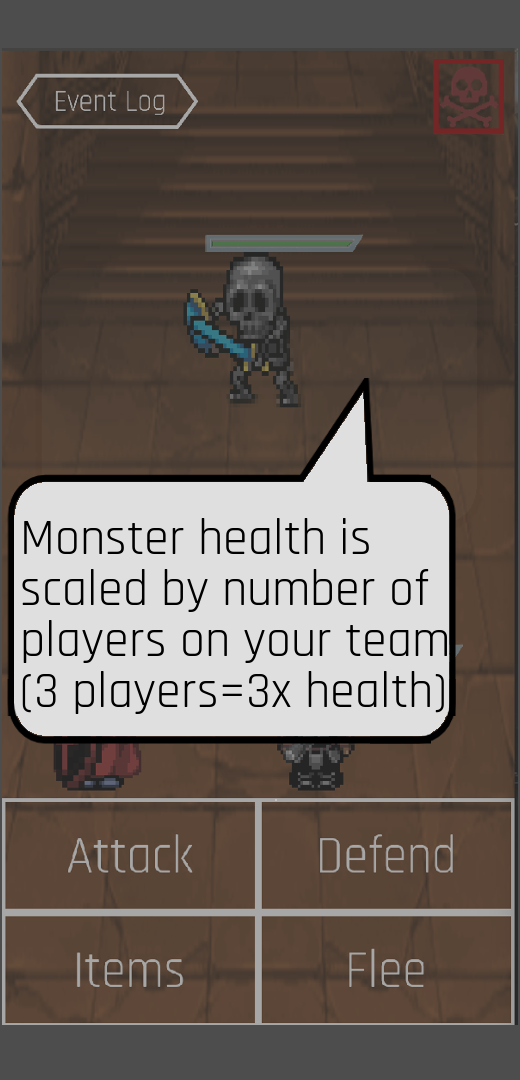 Event Log
Monster health is
scaled by number of
players on your team
(3 players=3x health)
Attack
Defend
Items
Flee